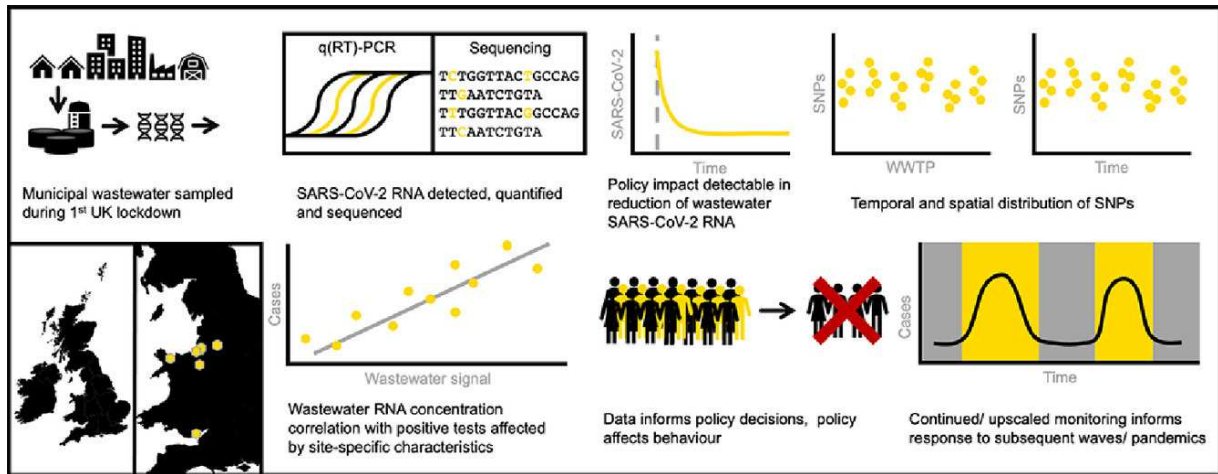 q(RT)-PCR
Sequencing
TCTGGTTACTGCCAG
TTGAATCTGTA
TTTGGTTACGGCCAG
TTCAATCTGTA
SARS-CoV-2
Time
SNPs
WWTP
SNPs
Time
Municipal wastewater sampled
during 1st UK lockdown
SARS-CoV-2 RNA detected, quantified
and sequenced
Policy impact detectable in
reduction of wastewater
SARS-CoV-2 RNA
Temporal and spatial distribution of SNPs
Cases
Wastewater signal
Cases
Time
Wastewater RNA concentration
correlation with positive tests affected
by site-specific characteristics
Data informs policy decisions, policy
affects behaviour
Continued/ upscaled monitoring informs
response to subsequent waves/ pandemics